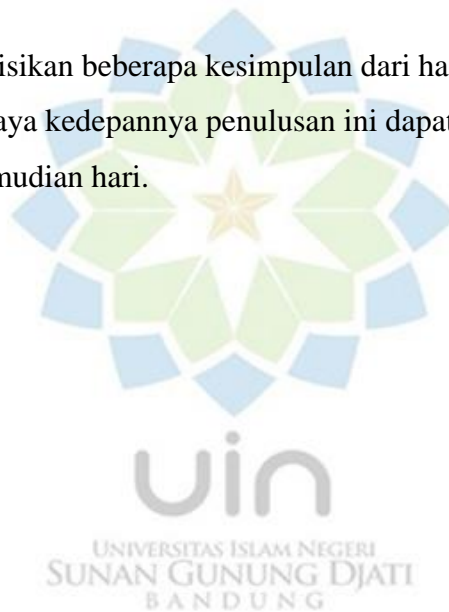 isikan beberapa kesimpulan dari ha
aya kedepannya penulusan ini dapat
mudian hari.
uin
UNIVERSITAS ISLAM NEGERI
SUNAN GUNUNG DJATI
BANDUNG